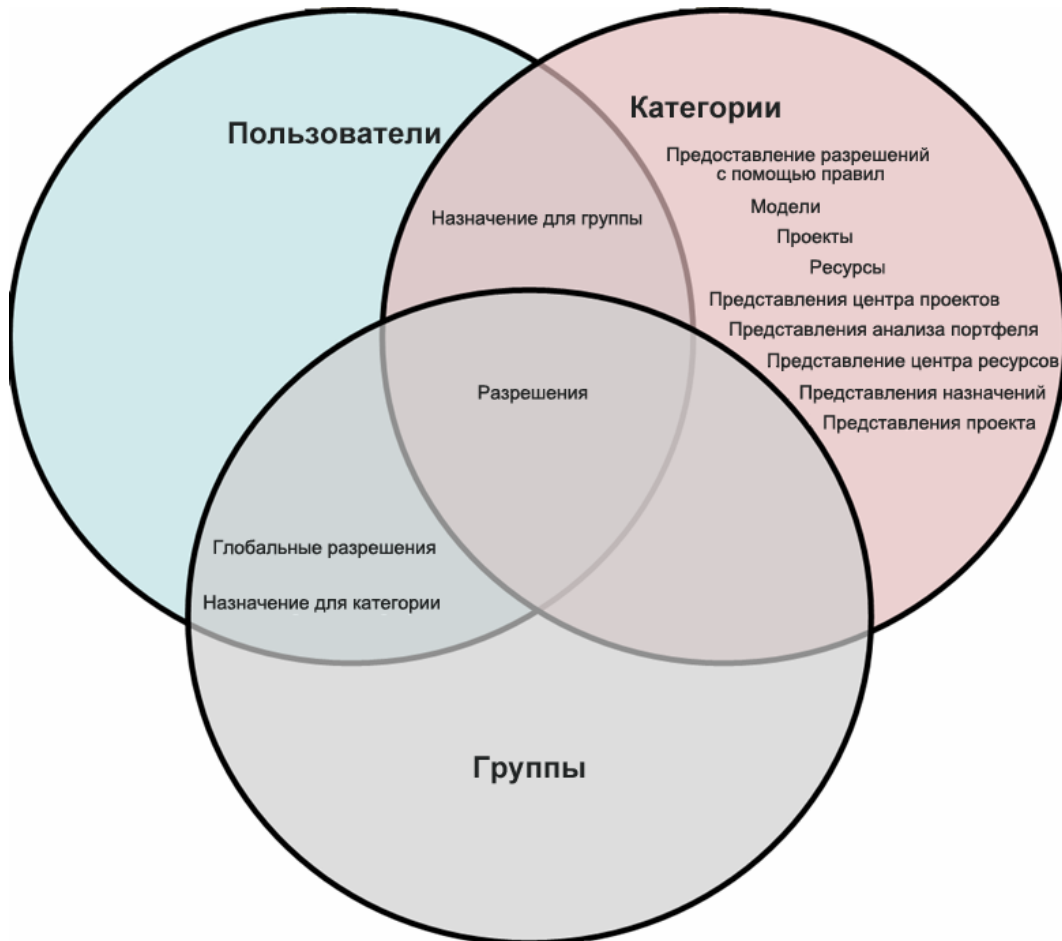 Пользователи
Категории
Предоставление разрешений
с помощью правил
Модели
Проекты
Ресурсы
Представления центра проектов
Представления анализа портфеля
Представление центра ресурсов
Представления назначений
Представления проекта
Назначение для группы
Разрешения
Глобальные разрешения
Назначение для категории
Группы